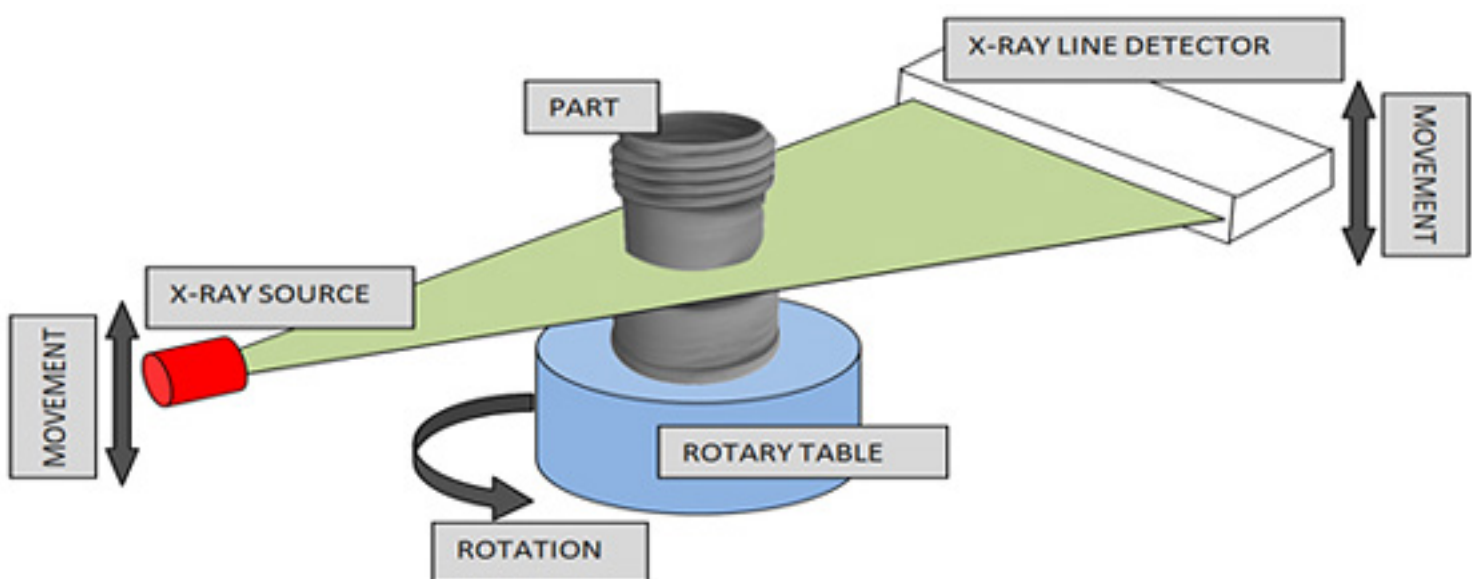 X-RAY LINE DETECTOR
PART
MOVEMENT
X-RAY SOURCE
MOVEMENT
ROTARY TABLE
ROTATION